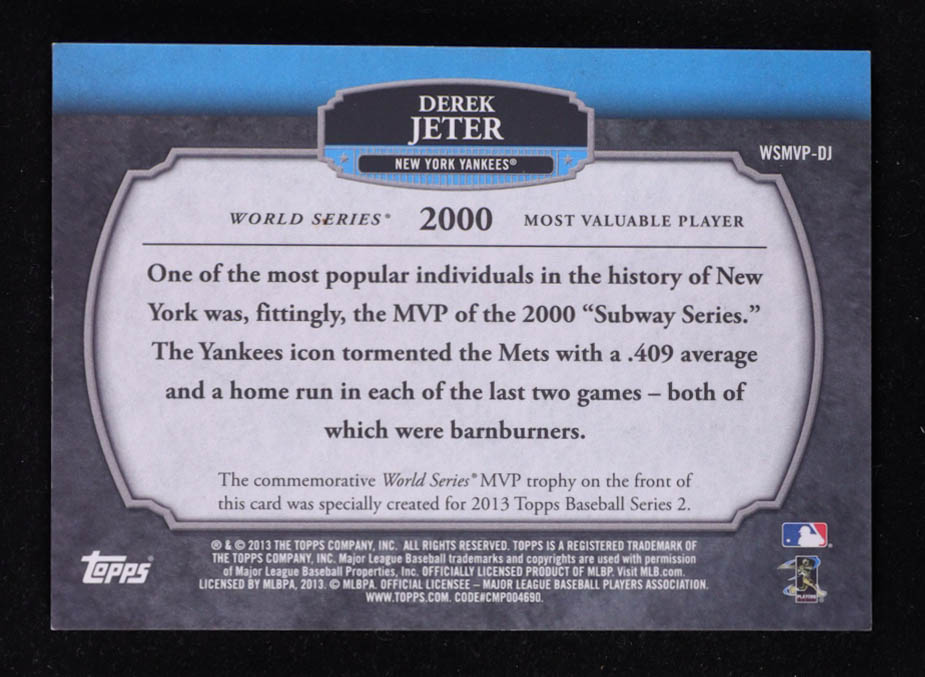 DEREK
JETER
NEW YORK YANKEES®
WSMVP-DJ
WORLD SERIES® 2000 MOST VALUABLE PLAYER
One of the most popular individuals in the history of New
York was, fittingly, the MVP of the 2000 “Subway Series.”
The Yankees icon tormented the Mets with a .409 average
and a home run in each of the last two games – both of
which were barnburners.
The commemorative World Series® MVP trophy on the front of
this card was specially created for 2013 Topps Baseball Series 2.
® & © 2013 THE TOPPS COMPANY, INC. ALL RIGHTS RESERVED. TOPPS IS A REGISTERED TRADEMARK OF
THE TOPPS COMPANY, INC. Major League Baseball trademarks and copyrights are used with permission
of Major League Baseball Properties, Inc. OFFICIALLY LICENSED PRODUCT OF MLBP. Visit MLB.com.
LICENSED BY MLBPA, 2013. © MLBPA. OFFICIAL LICENSEE – MAJOR LEAGUE BASEBALL PLAYERS ASSOCIATION.
WWW.TOPPS.COM. CODE#CMP004690.
Topps
PLAYERS